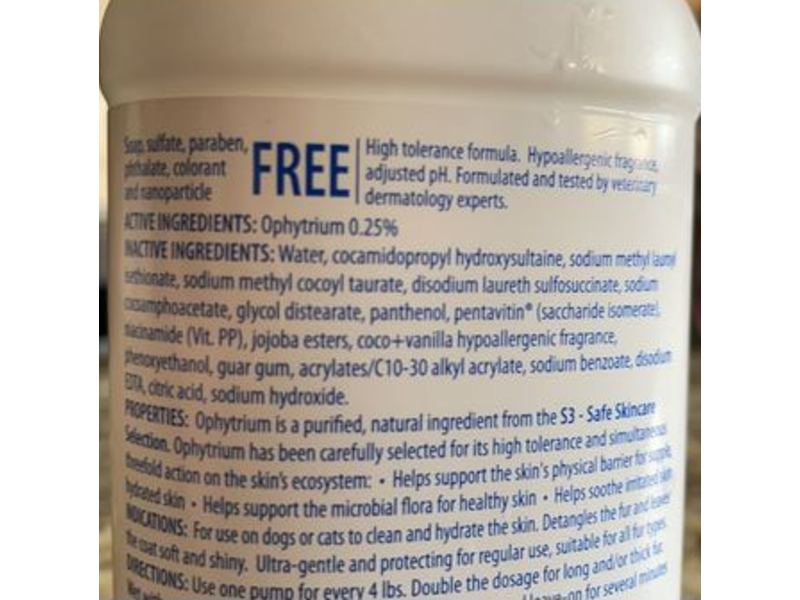 Soap, sulfate, paraben,
phthalate, colorant
and nanoparticle
FREE
High tolerance formula. Hypoallergenic fragrance,
adjusted pH. Formulated and tested by veterinary
dermatology experts.
ACTIVE INGREDIENTS: Ophytrium 0.25%
INACTIVE INGREDIENTS: Water, cocamidopropyl hydroxysultaine, sodium methyl lauroyl
isethionate, sodium methyl cocoyl taurate, disodium laureth sulfosuccinate, sodium
cocoamphoacetate, glycol distearate, panthenol, pentavitin® (saccharide isomerate),
niacinamide (Vit. PP), jojoba esters, coco+vanilla hypoallergenic fragrance,
phenoxyethanol, guar gum, acrylates/C10-30 alkyl acrylate, sodium benzoate, disodium
EDTA, citric acid, sodium hydroxide.
PROPERTIES: Ophytrium is a purified, natural ingredient from the S3 - Safe Skincare
Selection. Ophytrium has been carefully selected for its high tolerance and simultaneous
threefold action on the skin's ecosystem: • Helps support the skin's physical barrier for supple,
hydrated skin • Helps support the microbial flora for healthy skin • Helps soothe irritated skin
INDICATIONS: For use on dogs or cats to clean and hydrate the skin. Detangles the fur and leaves
the coat soft and shiny. Ultra-gentle and protecting for regular use, suitable for all fur types.
DIRECTIONS: Use one pump for every 4 lbs. Double the dosage for long and/or thick fur.
leave-on for several minutes